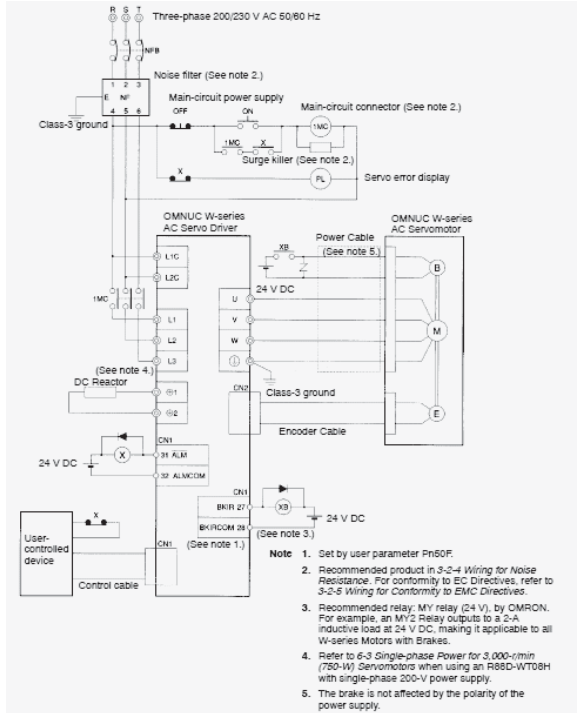 R S T
Three-phase 200/230 V AC 50/60 Hz
NFB
Noise filter (See note 2.)
1 2 3
E NF
4 5 6
Main-circuit power supply
Main-circuit connector (See note 2.)
OFF
ON
Class-3 ground
1MC
1MC X
Surge killer (See note 2.)
X
PL
Servo error display
OMNUC W-series
AC Servo Driver
OMNUC W-series
AC Servomotor
Power Cable
(See note 5.)
XB
L1C
B
L2C
24 V DC
1MC
U
L1
V
M
L2
W
L3
(See note 4.)
DC Reactor
CN2
Class-3 ground
⊕1
⊕2
E
Encoder Cable
CN1
24 V DC
X
31 ALM
32 ALMCOM
CN1
BKIR 27
XB
24 V DC
BKIRCOM 28
(See note 3.)
X
User-
controlled
device
CN1
(See note 1.)
Control cable
Note 1. Set by user parameter Pn50F.
2. Recommended product in 3-2-4 Wiring for Noise
Resistance. For conformity to EC Directives, refer to
3-2-5 Wiring for Conformity to EMC Directives.
3. Recommended relay: MY relay (24 V), by OMRON.
For example, an MY2 Relay outputs to a 2-A
inductive load at 24 V DC, making it applicable to all
W-series Motors with Brakes.
4. Refer to 6-3 Single-phase Power for 3,000-r/min
(750-W) Servomotors when using an R88D-WT08H
with single-phase 200-V power supply.
5. The brake is not affected by the polarity of the
power supply.